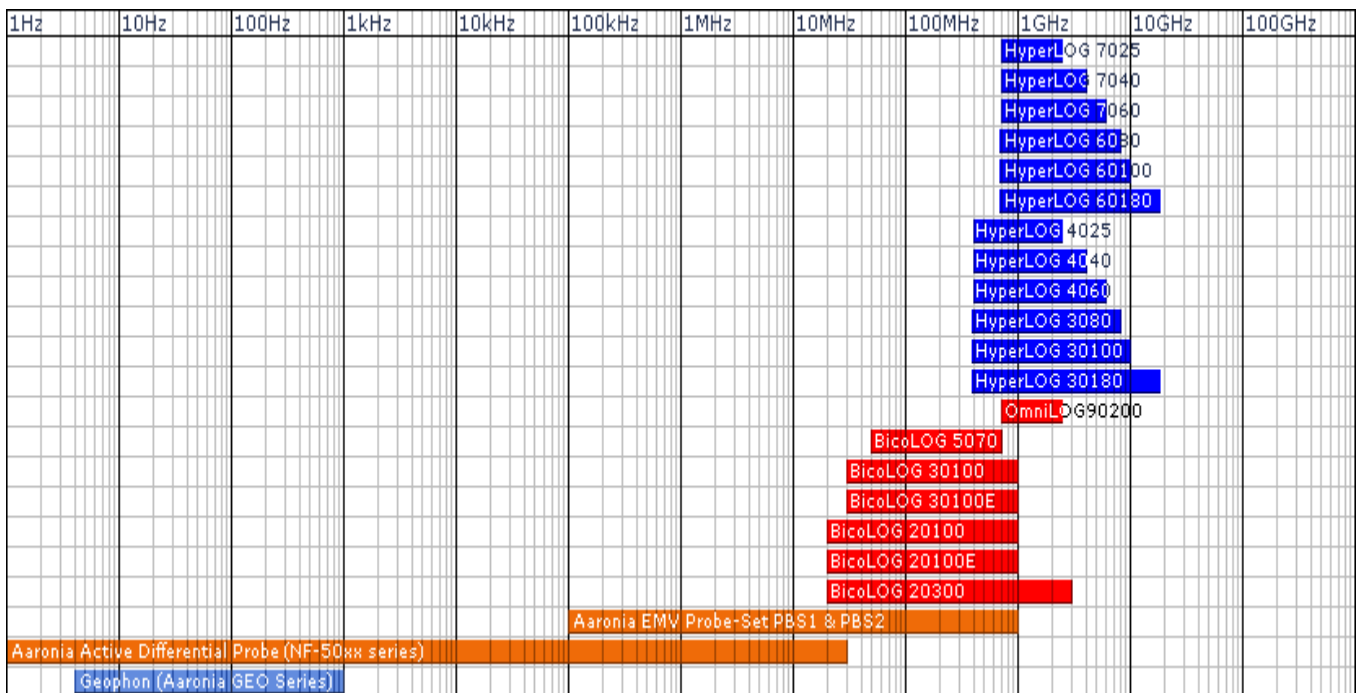 1Hz 10Hz 100Hz 1kHz 10kHz 100kHz 1MHz 10MHz 100MHz 1GHz 10GHz 100GHz
HyperLOG 7025
HyperLOG 7040
HyperLOG 7060
HyperLOG 6080
HyperLOG 60100
HyperLOG 60180
HyperLOG 4025
HyperLOG 4040
HyperLOG 4060
HyperLOG 3080
HyperLOG 30100
HyperLOG 30180
OmniLOG90200
BicoLOG 5070
BicoLOG 30100
BicoLOG 30100E
BicoLOG 20100
BicoLOG 20100E
BicoLOG 20300
Aaronia EMV Probe-Set PBS1 & PBS2
Aaronia Active Differential Probe (NF-50xx series)
Geophon (Aaronia GEO Series)